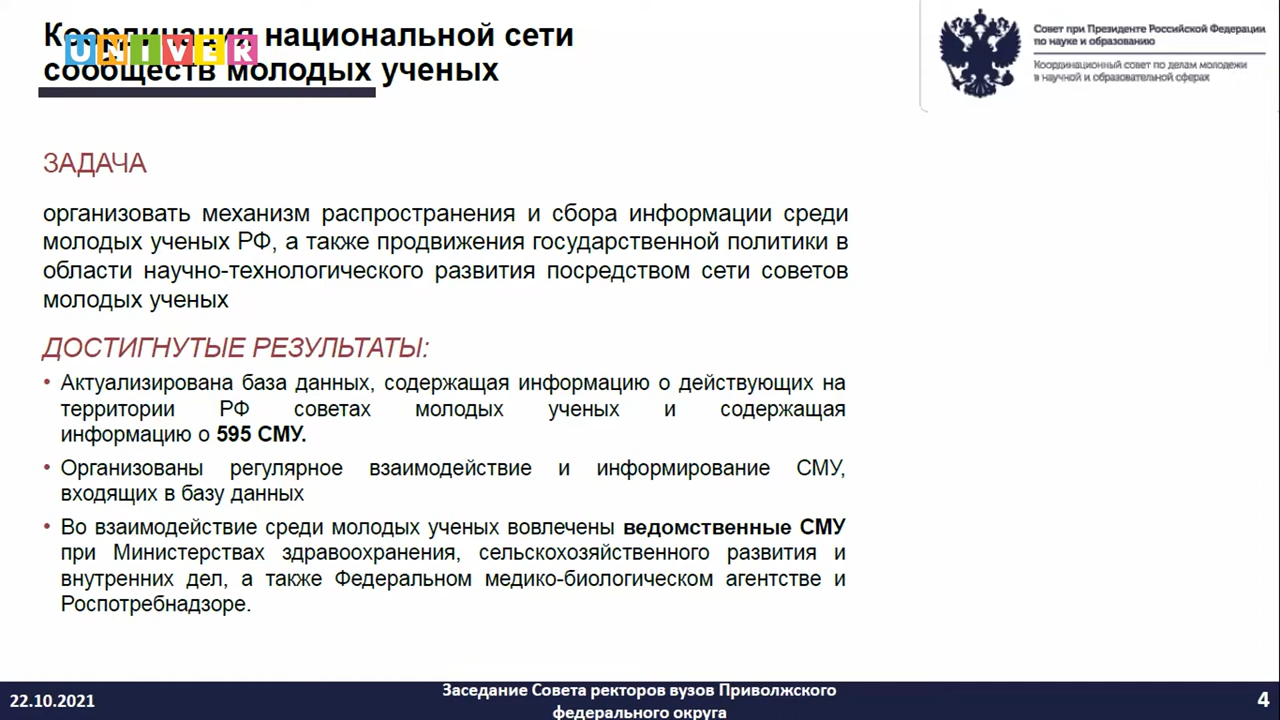 Координация национальной сети
сообществ молодых ученых
UNIVER
Совет при Президенте Российской Федерации
по науке и образованию
Координационный совет по делам молодежи
в научной и образовательной сферах
ЗАДАЧА
организовать механизм распространения и сбора информации среди
молодых ученых РФ, а также продвижения государственной политики в
области научно-технологического развития посредством сети советов
молодых ученых
ДОСТИГНУТЫЕ РЕЗУЛЬТАТЫ:
• Актуализирована база данных, содержащая информацию о действующих на
территории РФ советах молодых ученых и содержащая
информацию о 595 СМУ.
• Организованы регулярное взаимодействие и информирование СМУ,
входящих в базу данных
• Во взаимодействие среди молодых ученых вовлечены ведомственные СМУ
при Министерствах здравоохранения, сельскохозяйственного развития и
внутренних дел, а также Федеральном медико-биологическом агентстве и
Роспотребнадзоре.
22.10.2021
Заседание Совета ректоров вузов Приволжского
федерального округа
4